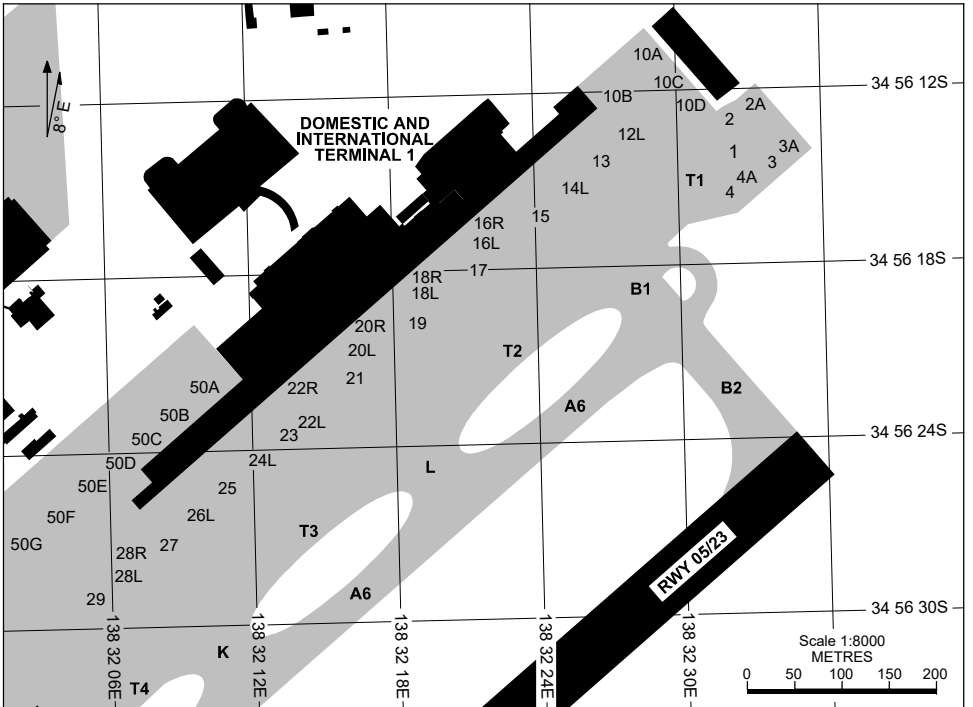 10A
10C
34 56 12S
10B
10D
2A
8° E
2
DOMESTIC AND
INTERNATIONAL
TERMINAL 1
12L
3A
1
13
3
4A
T1
14L
4
15
16R
16L
34 56 18S
17
18R
B1
18L
19
20R
T2
20L
21
50A
22R
B2
A6
50B
22L
50C
23
34 56 24S
50D
24L
L
50E
25
26L
50F
T3
50G
27
28R
RWY 05/23
28L
A6
29
34 56 30S
138 32 06E
138 32 12E
138 32 18E
138 32 24E
138 32 30E
K
Scale 1:8000
METRES
0 50 100 150 200
T4